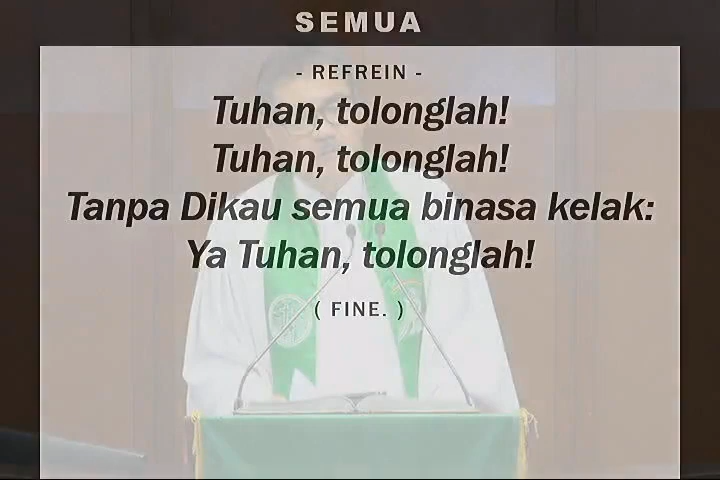 SEMUA
- REFREIN -
Tuhan, tolonglah!
Tuhan, tolonglah!
Tanpa Dikau semua binasa kelak:
Ya Tuhan, tolonglah!
( FINE. )